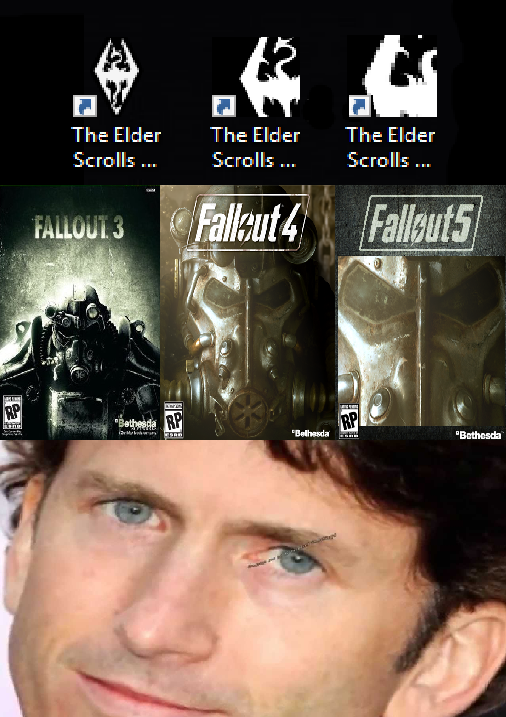 The Elder
Scrolls ...
The Elder
Scrolls ...
The Elder
Scrolls ...
FALLOUT 3
Fallout 4
Fallout 5
RP
Bethesda
RP
Bethesda
RP
Bethesda